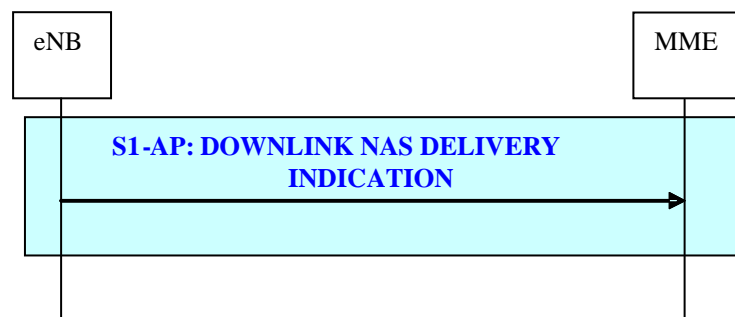 eNB
MME
S1-AP: DOWNLINK NAS DELIVERY
INDICATION